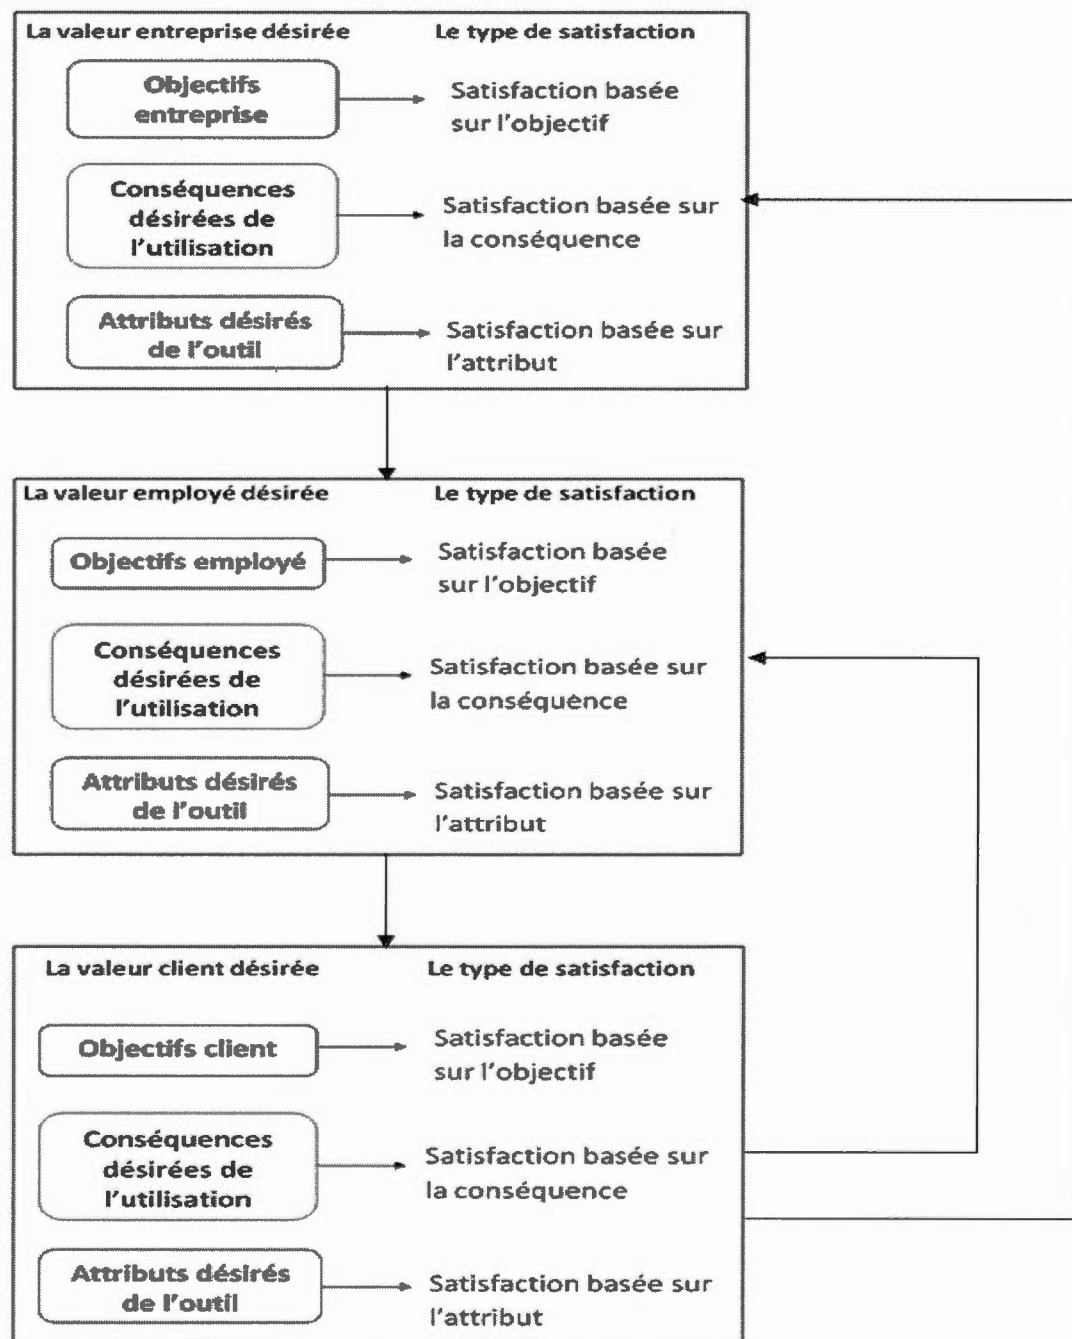 La valeur entreprise désirée
Le type de satisfaction
Objectifs
entreprise
Satisfaction basée
sur l'objectif
Conséquences
désirées de
l'utilisation
Satisfaction basée sur
la conséquence
Attributs désirés
de l'outil
Satisfaction basée sur
l'attribut
La valeur employé désirée
Le type de satisfaction
Objectifs employé
Satisfaction basée
sur l'objectif
Conséquences
désirées de
l'utilisation
Satisfaction basée sur
la conséquence
Attributs désirés
de l'outil
Satisfaction basée sur
l'attribut
La valeur client désirée
Le type de satisfaction
Objectifs client
Satisfaction basée
sur l'objectif
Conséquences
désirées de
l'utilisation
Satisfaction basée sur
la conséquence
Attributs désirés
de l'outil
Satisfaction basée sur
l'attribut